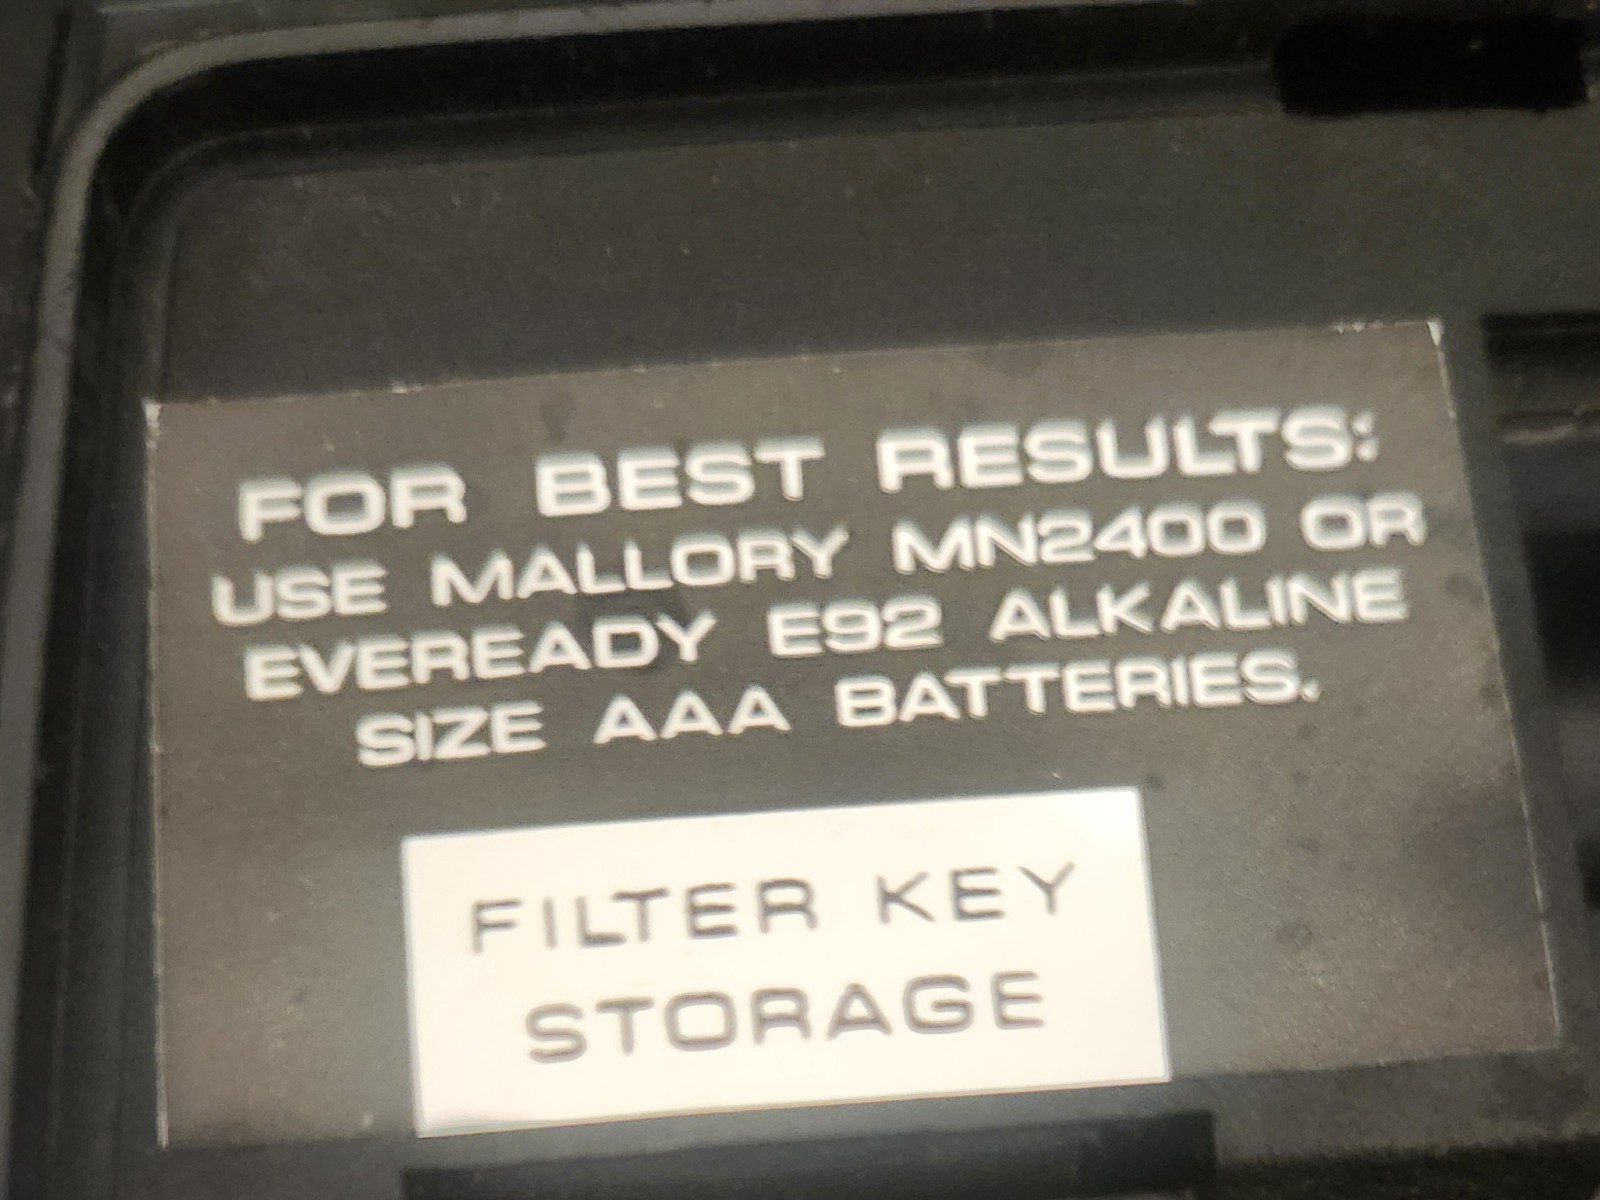 FOR BEST RESULTS:
USE MALLORY MN2400 OR
EVEREADY E92 ALKALINE
SIZE AAA BATTERIES.
FILTER KEY
STORAGE